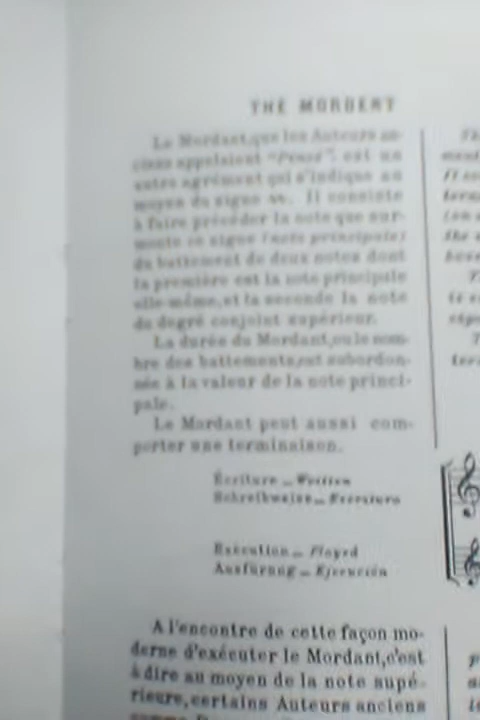 THE MORDENT
Le Mordant, que les Auteurs an-
ciens appelaient "Pincé", est un
autre agrément qui s'indique au
moyen du signe. Il consiste
à faire précéder la note que sur-
monte ce signe (note principale)
du battement de deux notes dont
la première est la note principale
elle-même, et la seconde la note
du degré conjoint supérieur.
La durée du Mordant, ou le nom-
bre des battements, est subordon-
née à la valeur de la note princi-
pale.
Le Mordant peut aussi com-
porter une terminaison.
Écriture _ Written
Schreibweise _ Escritura
Exécution _ Played
Ausfürung _ Ejecución
A l'encontre de cette façon mo-
derne d'exécuter le Mordant, c'est
à dire au moyen de la note supé-
rieure, certains Auteurs anciens